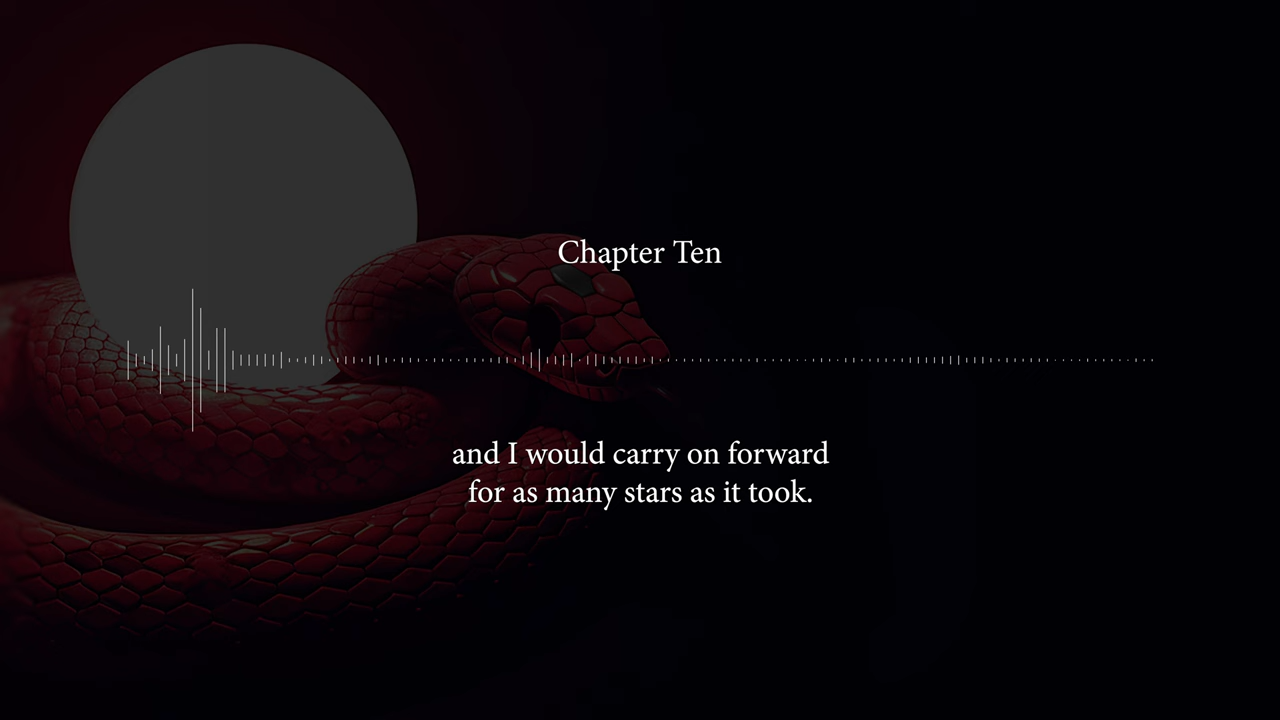 Chapter Ten
and I would carry on forward
for as many stars as it took.